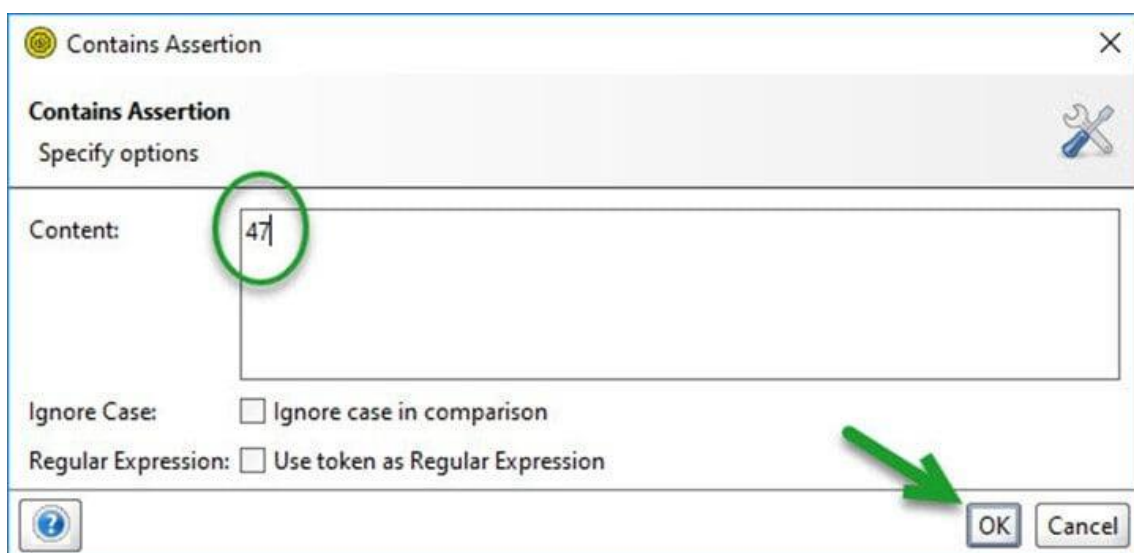 Contains Assertion
Contains Assertion
Specify options
Content:
47
Ignore Case: Ignore case in comparison
Regular Expression: Use token as Regular Expression
? OK Cancel